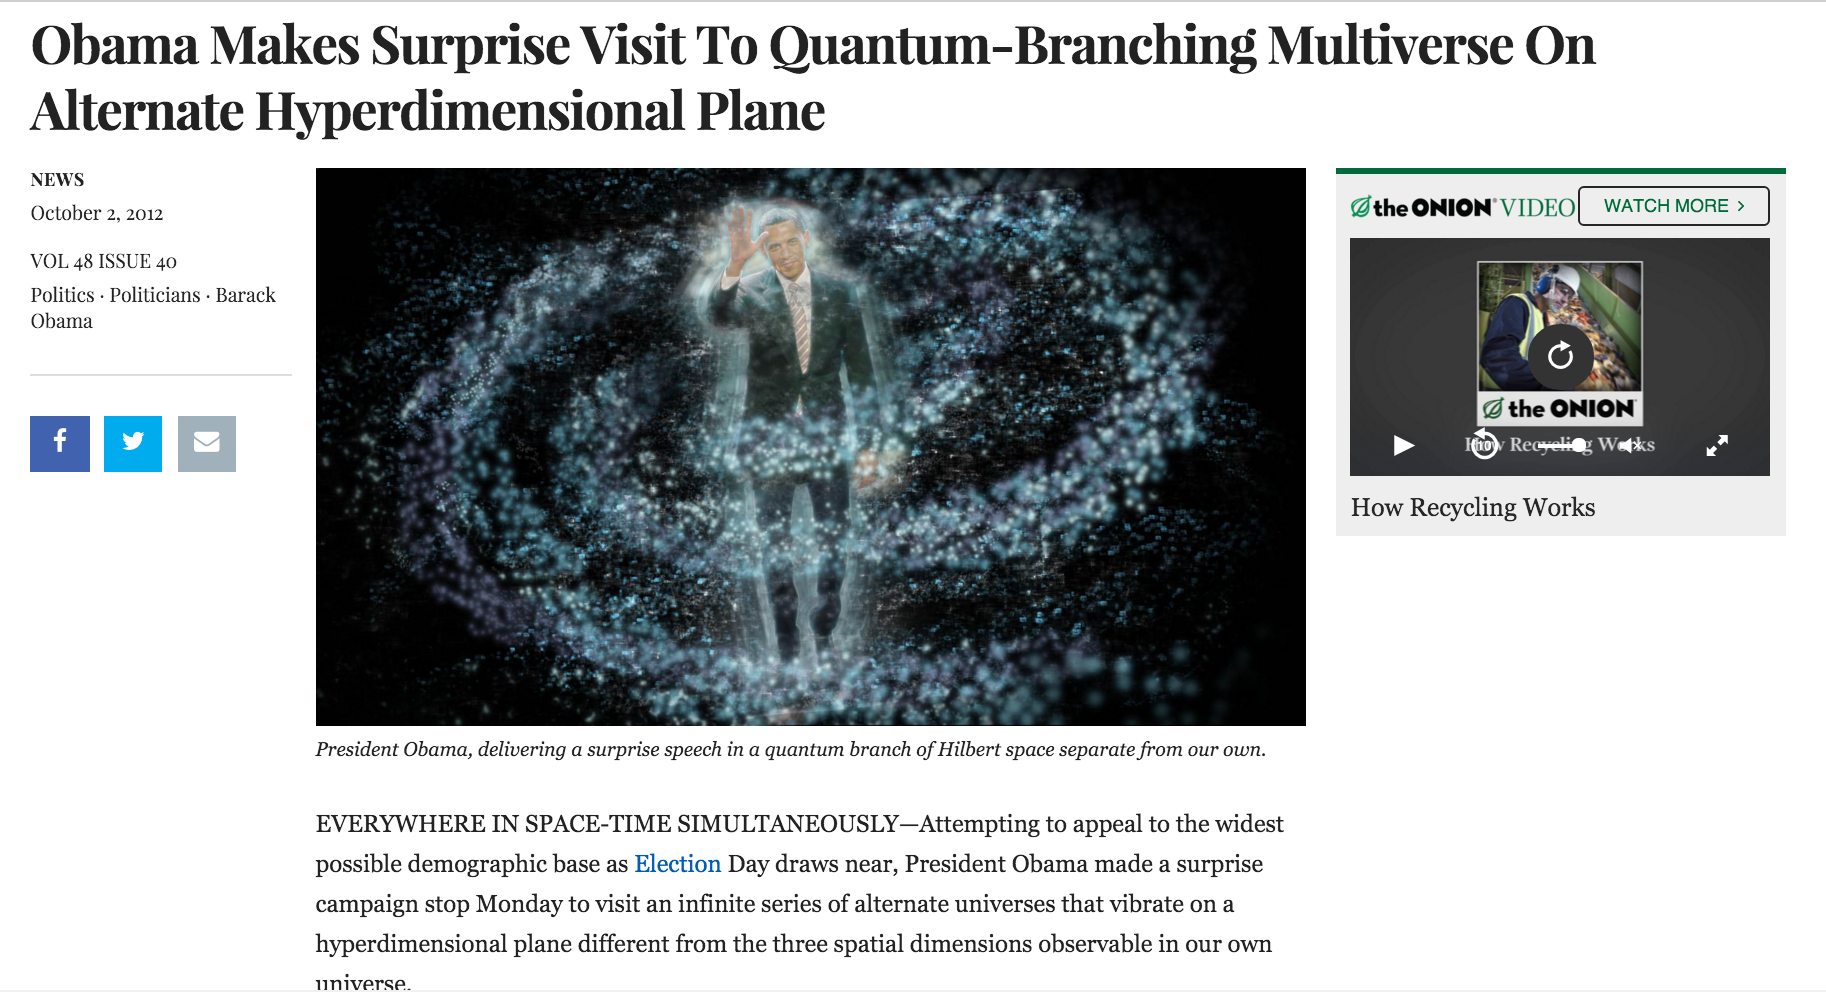 Obama Makes Surprise Visit To Quantum-Branching Multiverse On
Alternate Hyperdimensional Plane
NEWS
October 2, 2012
VOL 48 ISSUE 40
Politics · Politicians · Barack
Obama
f
President Obama, delivering a surprise speech in a quantum branch of Hilbert space separate from our own.
EVERYWHERE IN SPACE-TIME SIMULTANEOUSLY—Attempting to appeal to the widest
possible demographic base as Election Day draws near, President Obama made a surprise
campaign stop Monday to visit an infinite series of alternate universes that vibrate on a
hyperdimensional plane different from the three spatial dimensions observable in our own
universe.
the ONION® VIDEO
WATCH MORE >
the ONION
10
How Recycling Works
How Recycling Works